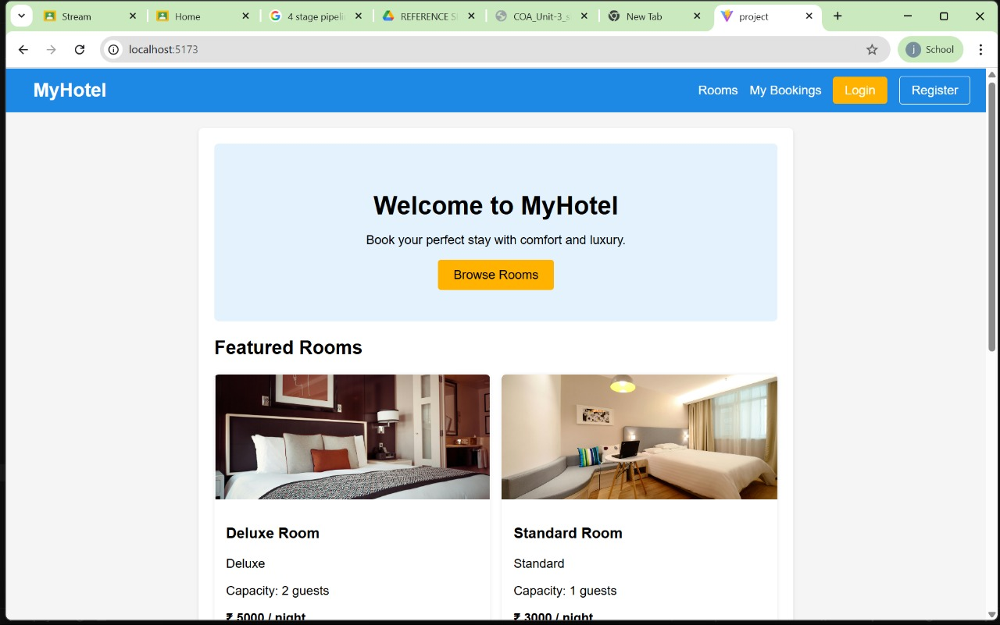 Stream
Home
4 stage pipeli
REFERENCE S
COA_Unit-3_s
New Tab
project
localhost:5173
j School
MyHotel
Rooms My Bookings Login Register
Welcome to MyHotel
Book your perfect stay with comfort and luxury.
Browse Rooms
Featured Rooms
Deluxe Room
Deluxe
Capacity: 2 guests
₹ 5000 / night
Standard Room
Standard
Capacity: 1 guests
₹ 3000 / night